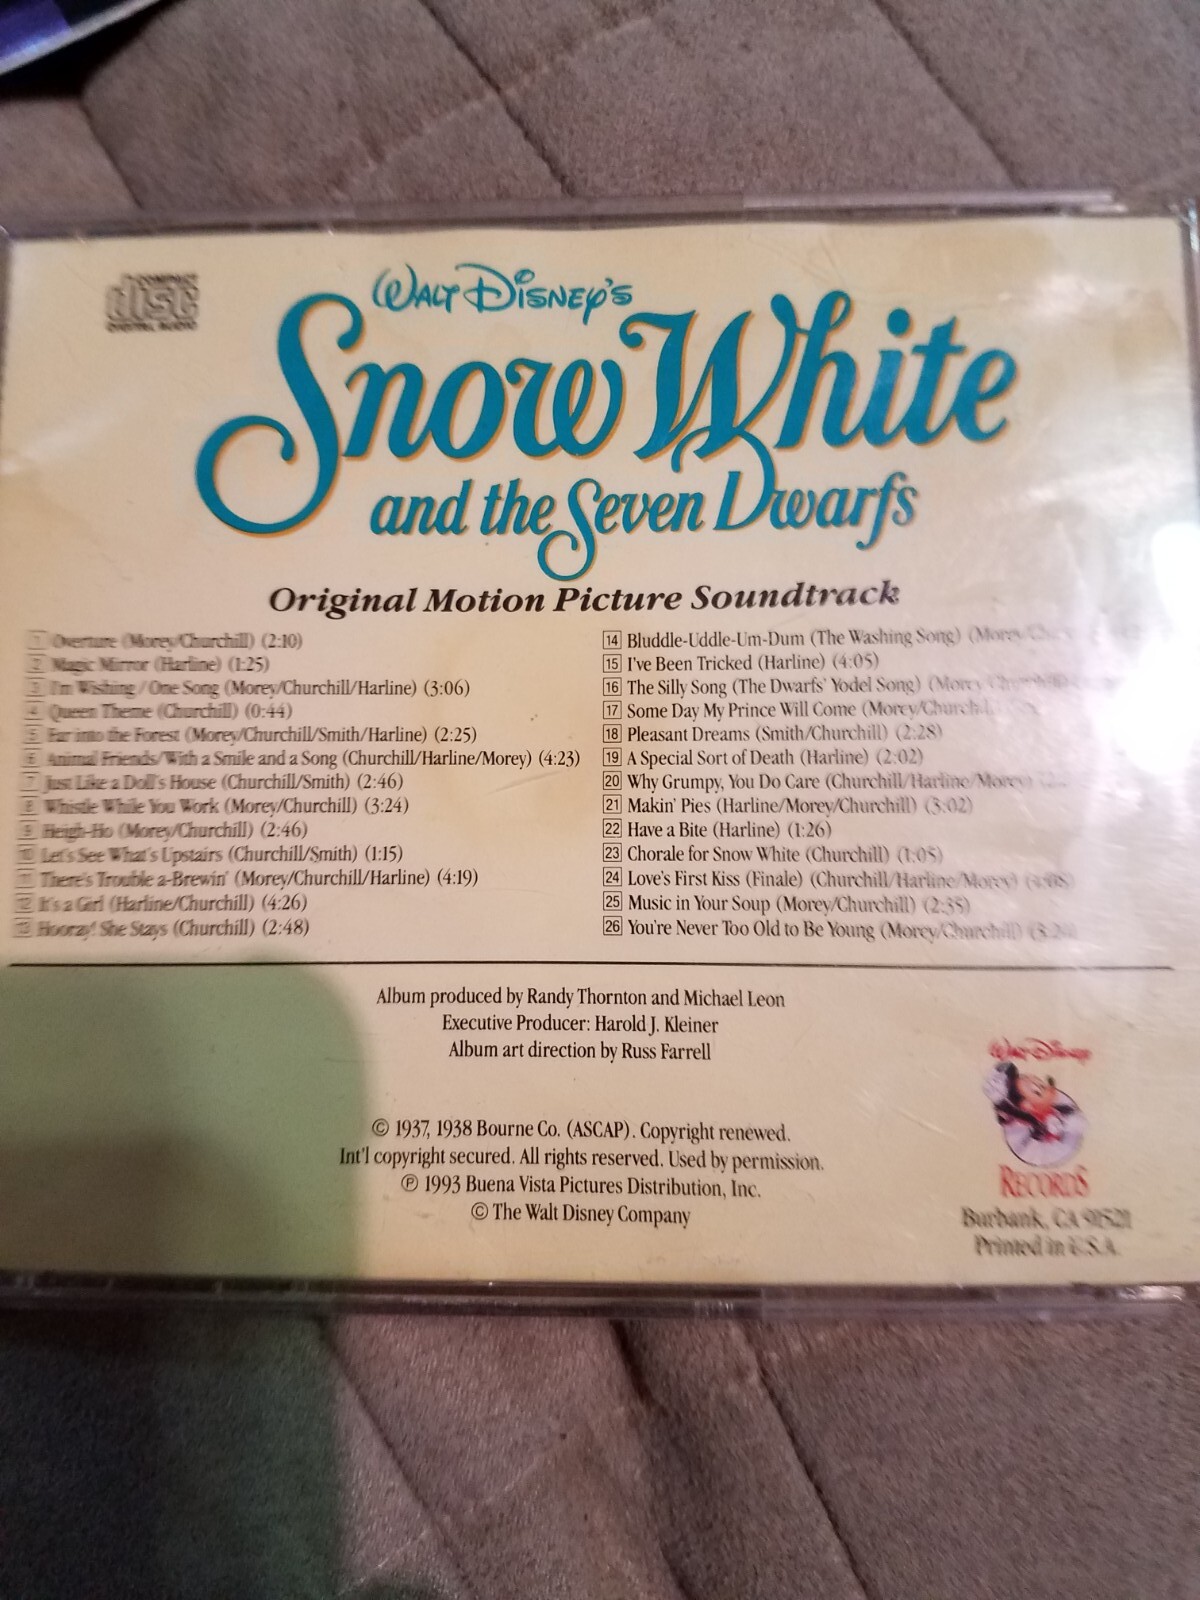 COMPACT
disc
DIGITAL AUDIO
Walt Disney's
Snow White
and the Seven Dwarfs
Original Motion Picture Soundtrack
1 Overture (Morey/Churchill) (2:10)
2 Magic Mirror (Harline) (1:25)
3 I'm Wishing / One Song (Morey/Churchill/Harline) (3:06)
4 Queen Theme (Churchill) (0:44)
5 Far into the Forest (Morey/Churchill/Smith/Harline) (2:25)
6 Animal Friends/With a Smile and a Song (Churchill/Harline/Morey) (4:23)
7 Just Like a Doll's House (Churchill/Smith) (2:46)
8 Whistle While You Work (Morey/Churchill) (3:24)
9 Heigh-Ho (Morey/Churchill) (2:46)
10 Let's See What's Upstairs (Churchill/Smith) (1:15)
11 There's Trouble a-Brewin' (Morey/Churchill/Harline) (4:19)
12 It's a Girl (Harline/Churchill) (4:26)
13 Hooray! She Stays (Churchill) (2:48)
14 Bluddle-Uddle-Um-Dum (The Washing Song) (Morey/
15 I've Been Tricked (Harline) (4:05)
16 The Silly Song (The Dwarfs' Yodel Song) (Morey/Churchill/
17 Some Day My Prince Will Come (Morey/Churchill)
18 Pleasant Dreams (Smith/Churchill) (2:28)
19 A Special Sort of Death (Harline) (2:02)
20 Why Grumpy, You Do Care (Churchill/Harline/Morey)
21 Makin' Pies (Harline/Morey/Churchill) (3:02)
22 Have a Bite (Harline) (1:26)
23 Chorale for Snow White (Churchill) (1:05)
24 Love's First Kiss (Finale) (Churchill/Harline/Morey)
25 Music in Your Soup (Morey/Churchill) (2:35)
26 You're Never Too Old to Be Young (Morey/Churchill)
Album produced by Randy Thornton and Michael Leon
Executive Producer: Harold J. Kleiner
Album art direction by Russ Farrell
© 1937, 1938 Bourne Co. (ASCAP). Copyright renewed.
Int'l copyright secured. All rights reserved. Used by permission.
℗ 1993 Buena Vista Pictures Distribution, Inc.
© The Walt Disney Company
Walt Disney
RECORDS
Burbank, CA 91521
Printed in U.S.A.